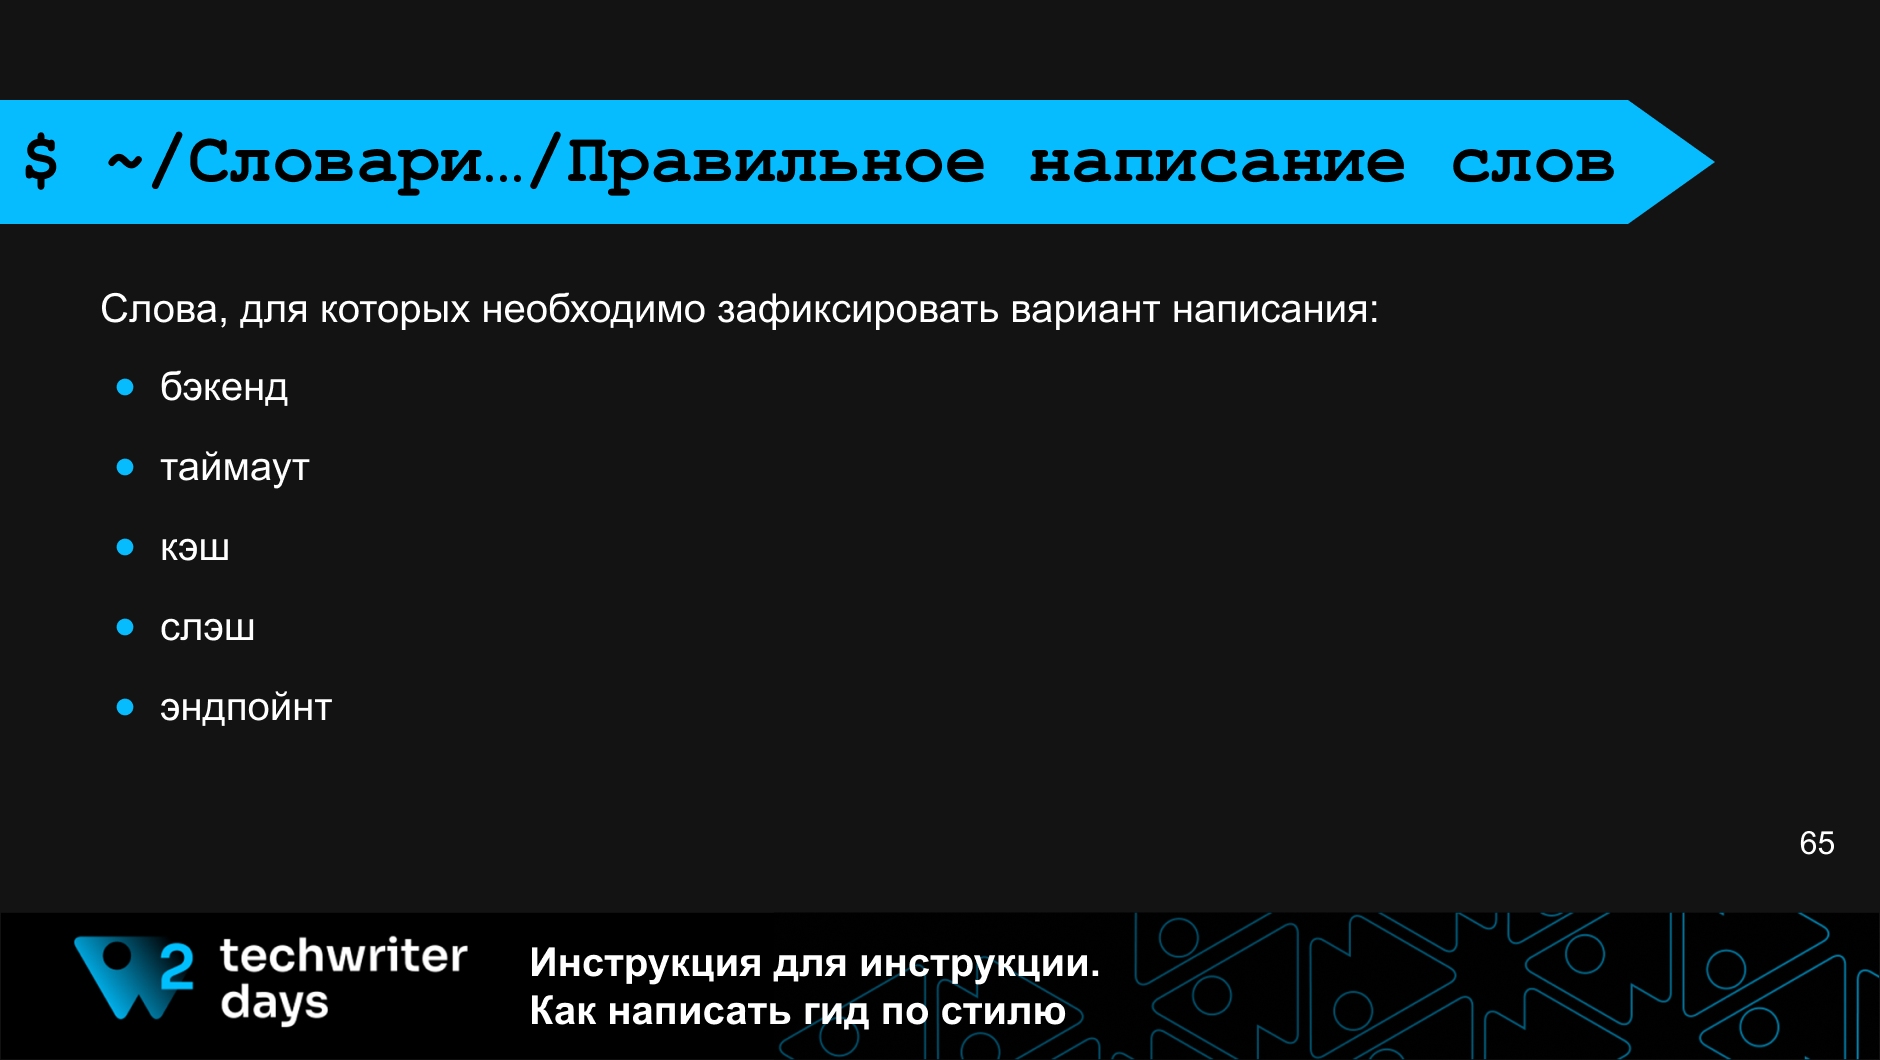 $ ~/Словари…/Правильное написание слов
Слова, для которых необходимо зафиксировать вариант написания:
● бэкенд
● таймаут
● кэш
● слэш
● эндпойнт
65
2
techwriter
days
Инструкция для инструкции.
Как написать гид по стилю